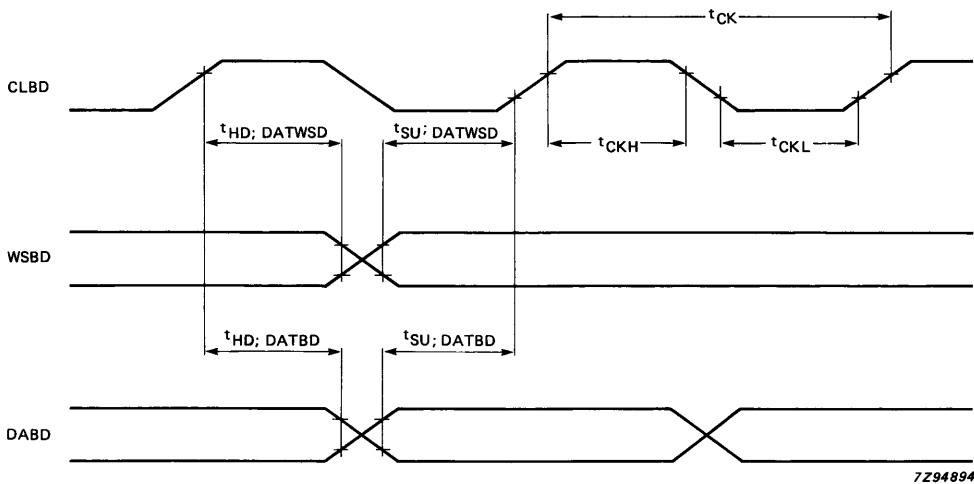 tCK
CLBD
tHD; DATWSD
tSU; DATWSD
tCKH
tCKL
WSBD
tHD; DATBD
tSU; DATBD
DABD
7Z94894